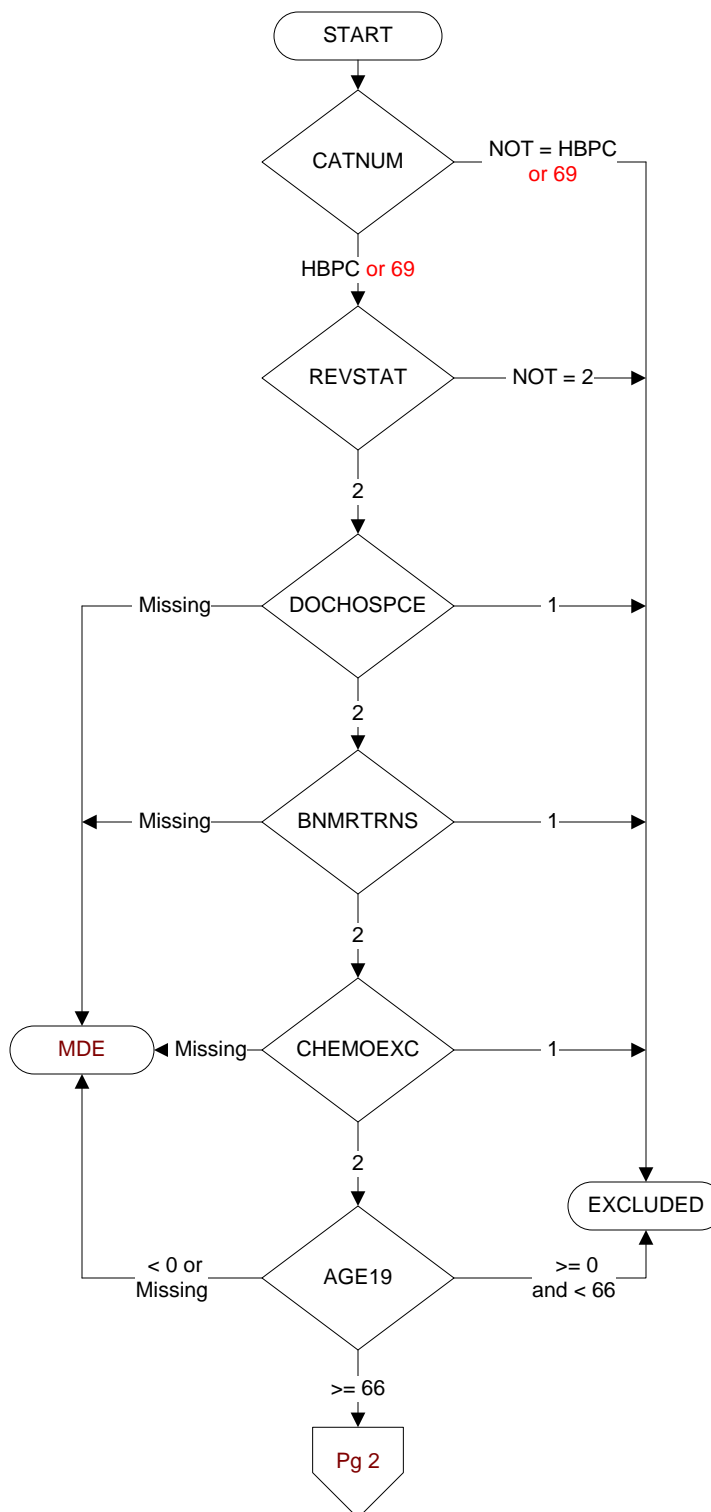 START
CATNUM
NOT = HBPC
or 69
HBPC or 69
REVSTAT
NOT = 2
2
Missing
DOCHOSPCE
1
2
Missing
BNMRTRNS
1
2
MDE
Missing
CHEMOEXC
1
2
EXCLUDED
< 0 or
Missing
AGE19
>= 0
and < 66
>= 66
Pg 2